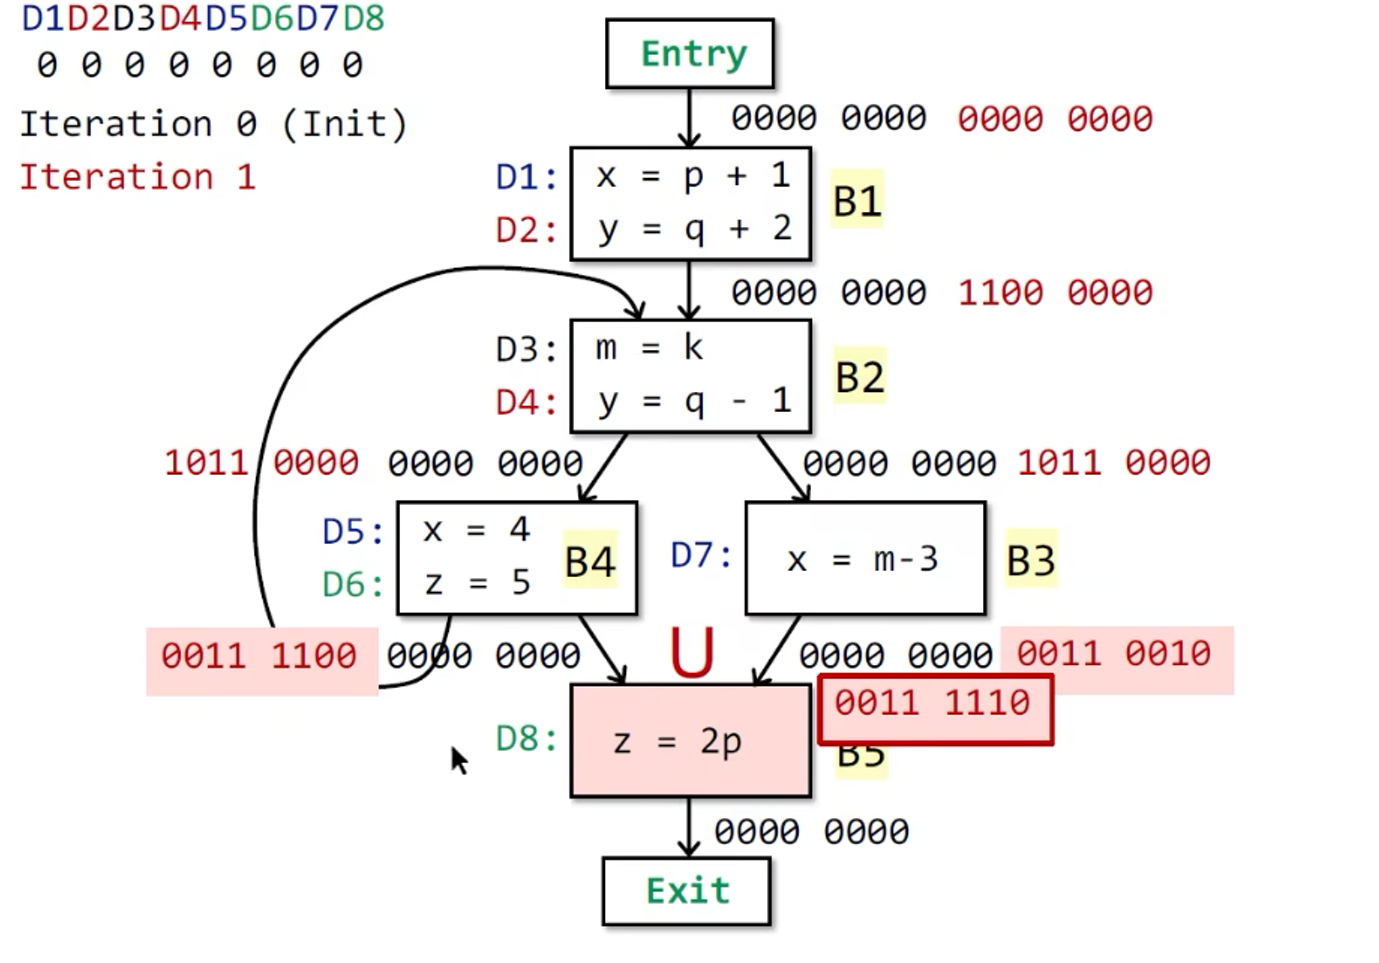 D1D2D3D4D5D6D7D8
0 0 0 0 0 0 0 0
Iteration 0 (Init)
Iteration 1
Entry
0000 0000 0000 0000
D1: x = p + 1
D2: y = q + 2
B1
0000 0000 1100 0000
D3: m = k
D4: y = q - 1
B2
1011 0000 0000 0000
0000 0000 1011 0000
D5: x = 4
D6: z = 5
B4
D7: x = m-3
B3
0011 1100 0000 0000
U
0000 0000 0011 0010
0011 1110
D8: z = 2p
B5
0000 0000
Exit